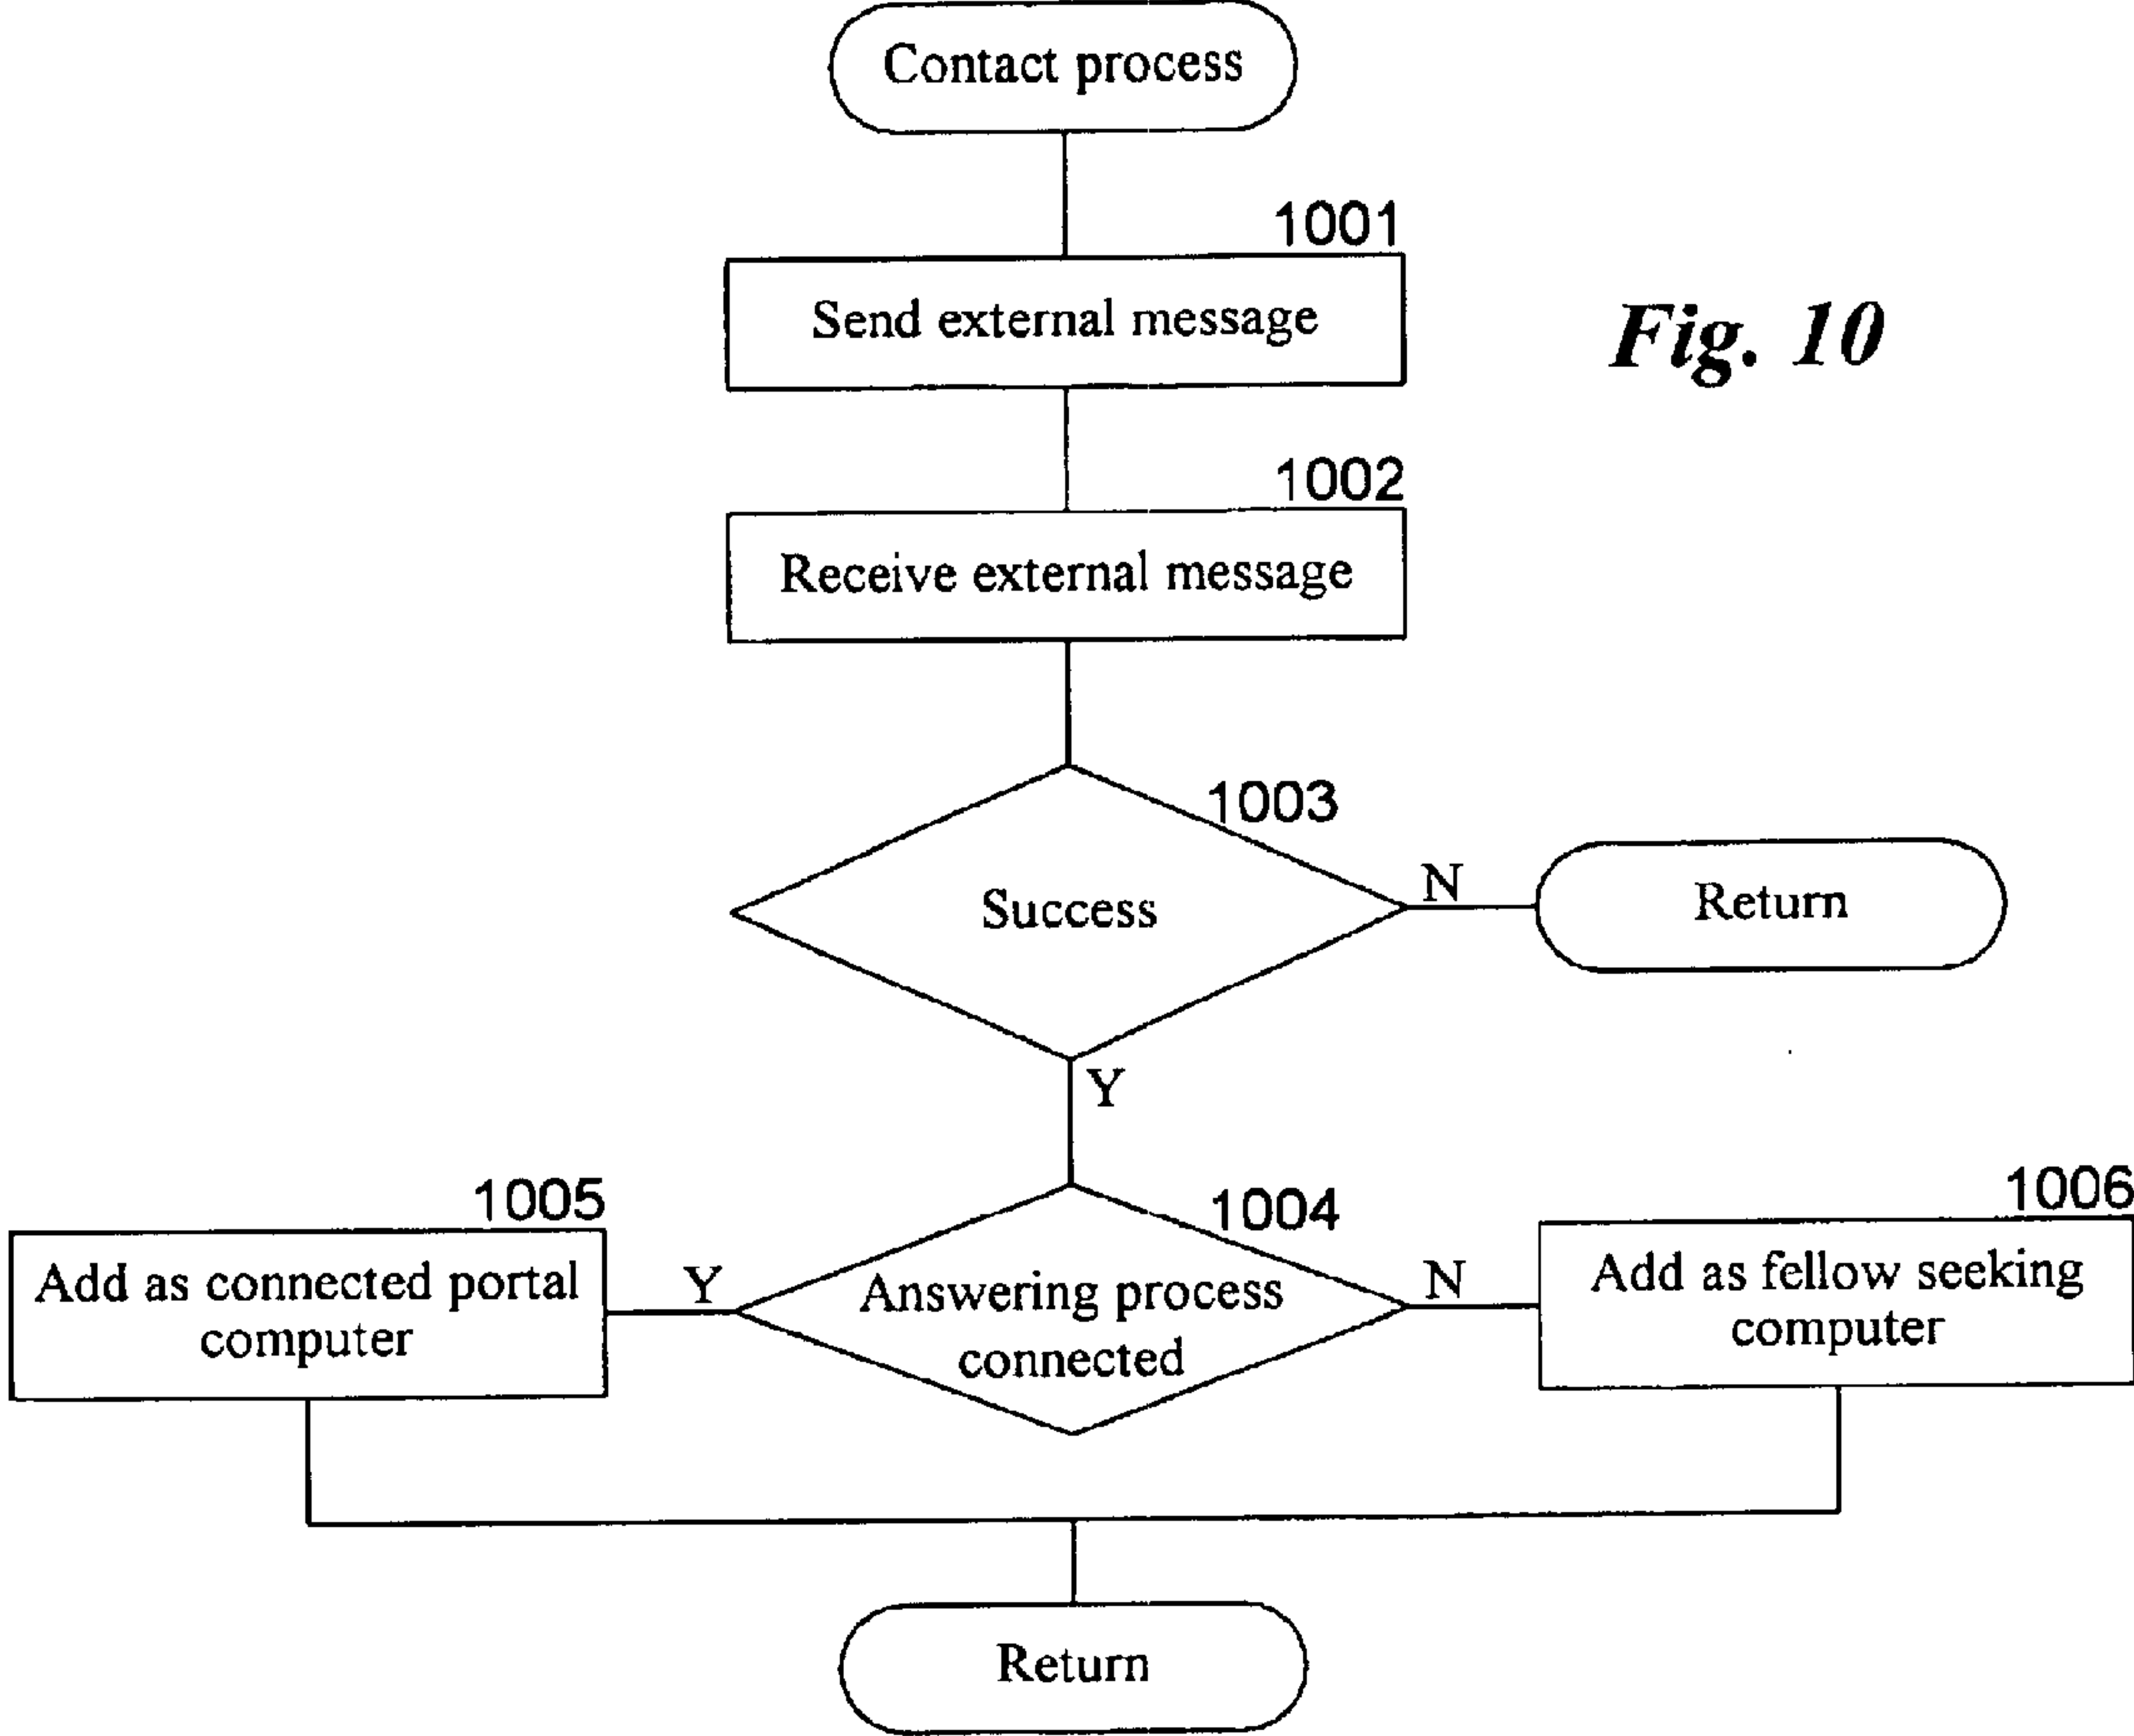 Contact process
1001
Send external message
Fig. 10
1002
Receive external message
1003
Success
N
Return
Y
1005
1004
1006
Add as connected portal
computer
Y
Answering process
connected
N
Add as fellow seeking
computer
Return